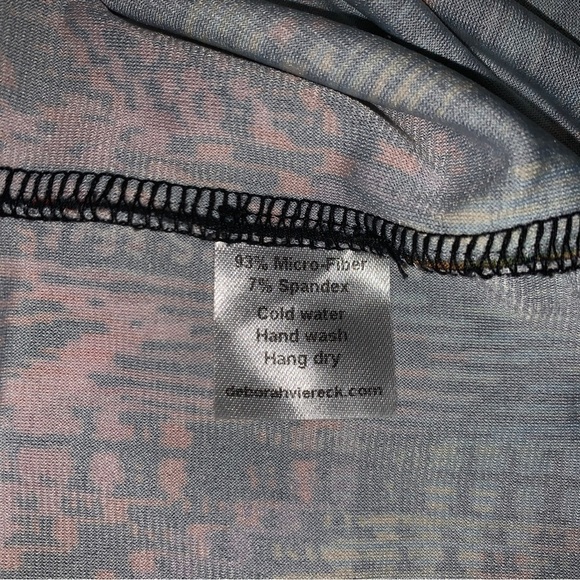 93% Micro-Fiber
7% Spandex
Cold water
Hand wash
Hang dry
deborahviereck.com